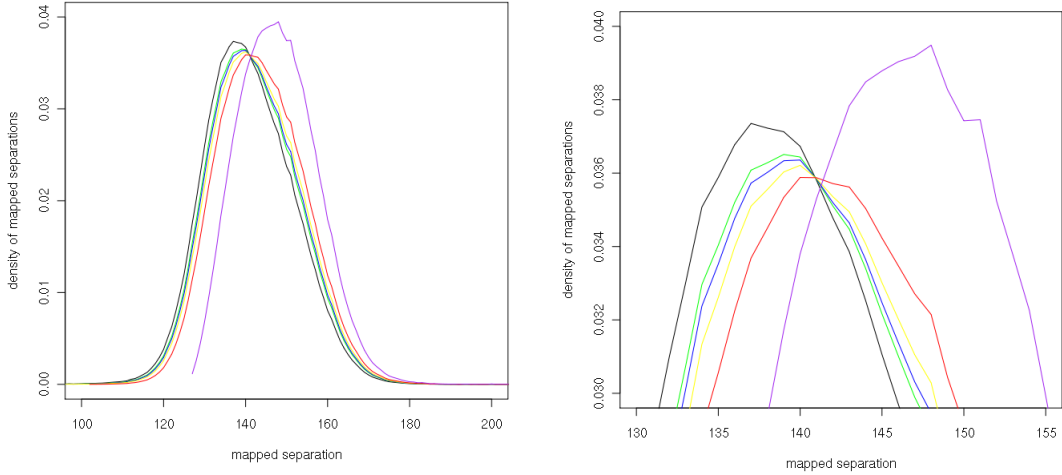 density of mapped separations
0.04
0.03
0.02
0.01
0.00
100 120 140 160 180 200
mapped separation
density of mapped separations
0.040
0.038
0.036
0.034
0.032
0.030
130 135 140 145 150 155
mapped separation